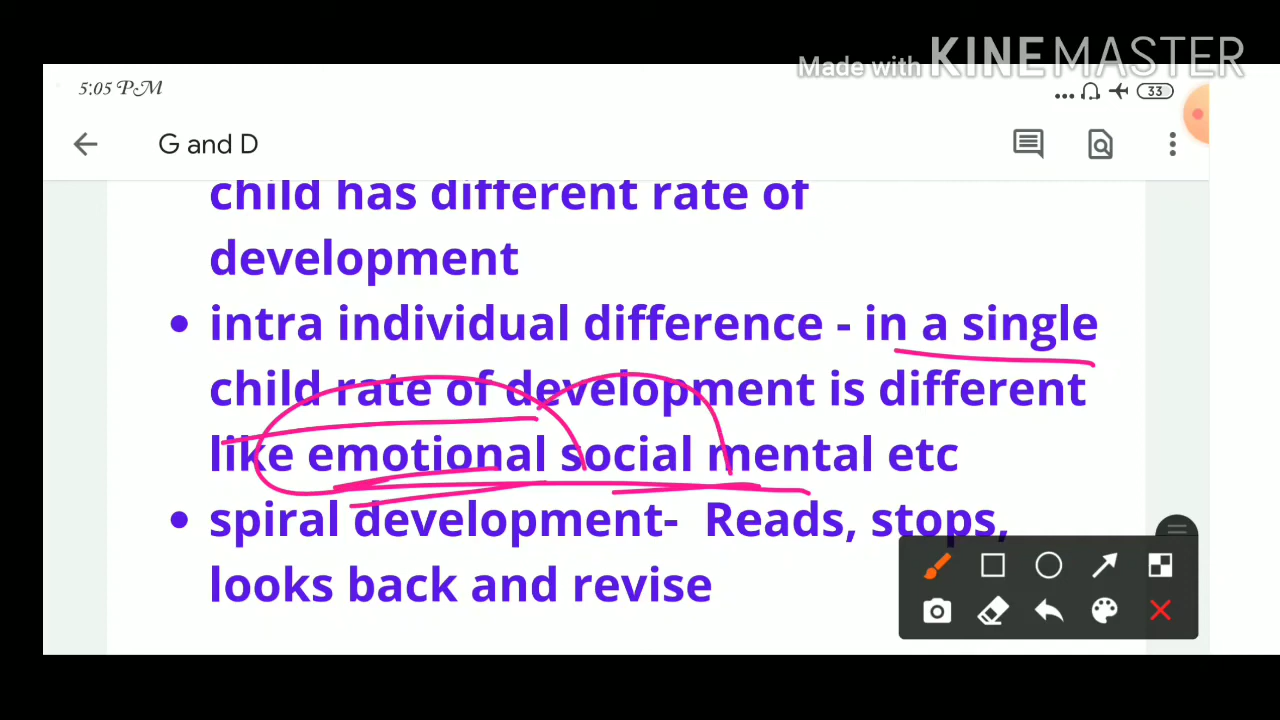 Made with KINEMASTER
5:05 PM
33
G and D
child has different rate of
development
• intra individual difference - in a single
child rate of development is different
like emotional social mental etc
• spiral development- Reads, stops,
looks back and revise